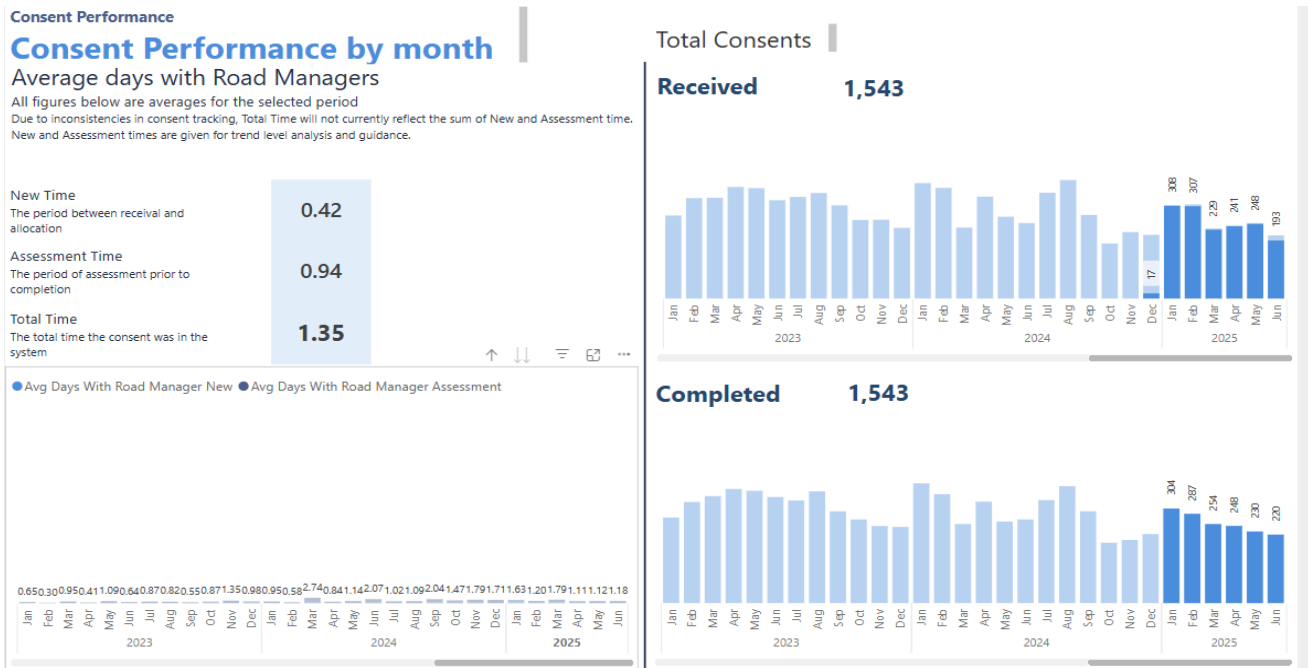 Consent Performance
Consent Performance by month
Average days with Road Managers
All figures below are averages for the selected period
Due to inconsistencies in consent tracking, Total Time will not currently reflect the sum of New and Assessment time.
New and Assessment times are given for trend level analysis and guidance.
New Time
The period between receival and
allocation
0.42
Assessment Time
The period of assessment prior to
completion
0.94
Total Time
The total time the consent was in the
system
1.35
Avg Days With Road Manager New Avg Days With Road Manager Assessment
0.65 0.30 0.95 0.41 1.09 0.64 0.87 0.82 0.55 0.87 1.35 0.98 0.95 0.58 2.74 0.84 1.14 2.07 1.02 1.09 2.04 1.47 1.79 1.71 1.63 1.20 1.79 1.11 1.12 1.18
Jan Feb Mar Apr May Jun Jul Aug Sep Oct Nov Dec Jan Feb Mar Apr May Jun Jul Aug Sep Oct Nov Dec Jan Feb Mar Apr May Jun
2023 2024 2025
Total Consents
Received 1,543
17 308 307 229 241 248 193
Jan Feb Mar Apr May Jun Jul Aug Sep Oct Nov Dec Jan Feb Mar Apr May Jun Jul Aug Sep Oct Nov Dec Jan Feb Mar Apr May Jun
2023 2024 2025
Completed 1,543
304 287 254 248 230 220
Jan Feb Mar Apr May Jun Jul Aug Sep Oct Nov Dec Jan Feb Mar Apr May Jun Jul Aug Sep Oct Nov Dec Jan Feb Mar Apr May Jun
2023 2024 2025